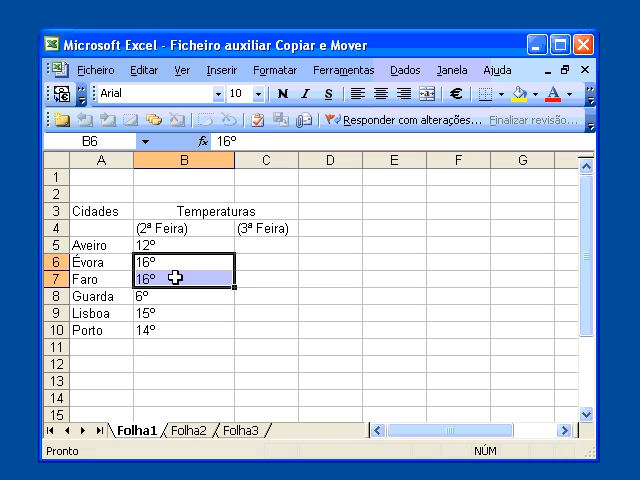 Microsoft Excel - Ficheiro auxiliar Copiar e Mover
Ficheiro Editar Ver Inserir Formatar Ferramentas Dados Janela Ajuda
Arial 10 N I S €
Responder com alterações... Finalizar revisão...
B6 fx 16º
A B C D E F G
1
2
3 Cidades Temperaturas
4 (2ª Feira) (3ª Feira)
5 Aveiro 12º
6 Évora 16º
7 Faro 16º
8 Guarda 6º
9 Lisboa 15º
10 Porto 14º
11
12
13
14
15
Folha1 Folha2 Folha3
Pronto NÚM